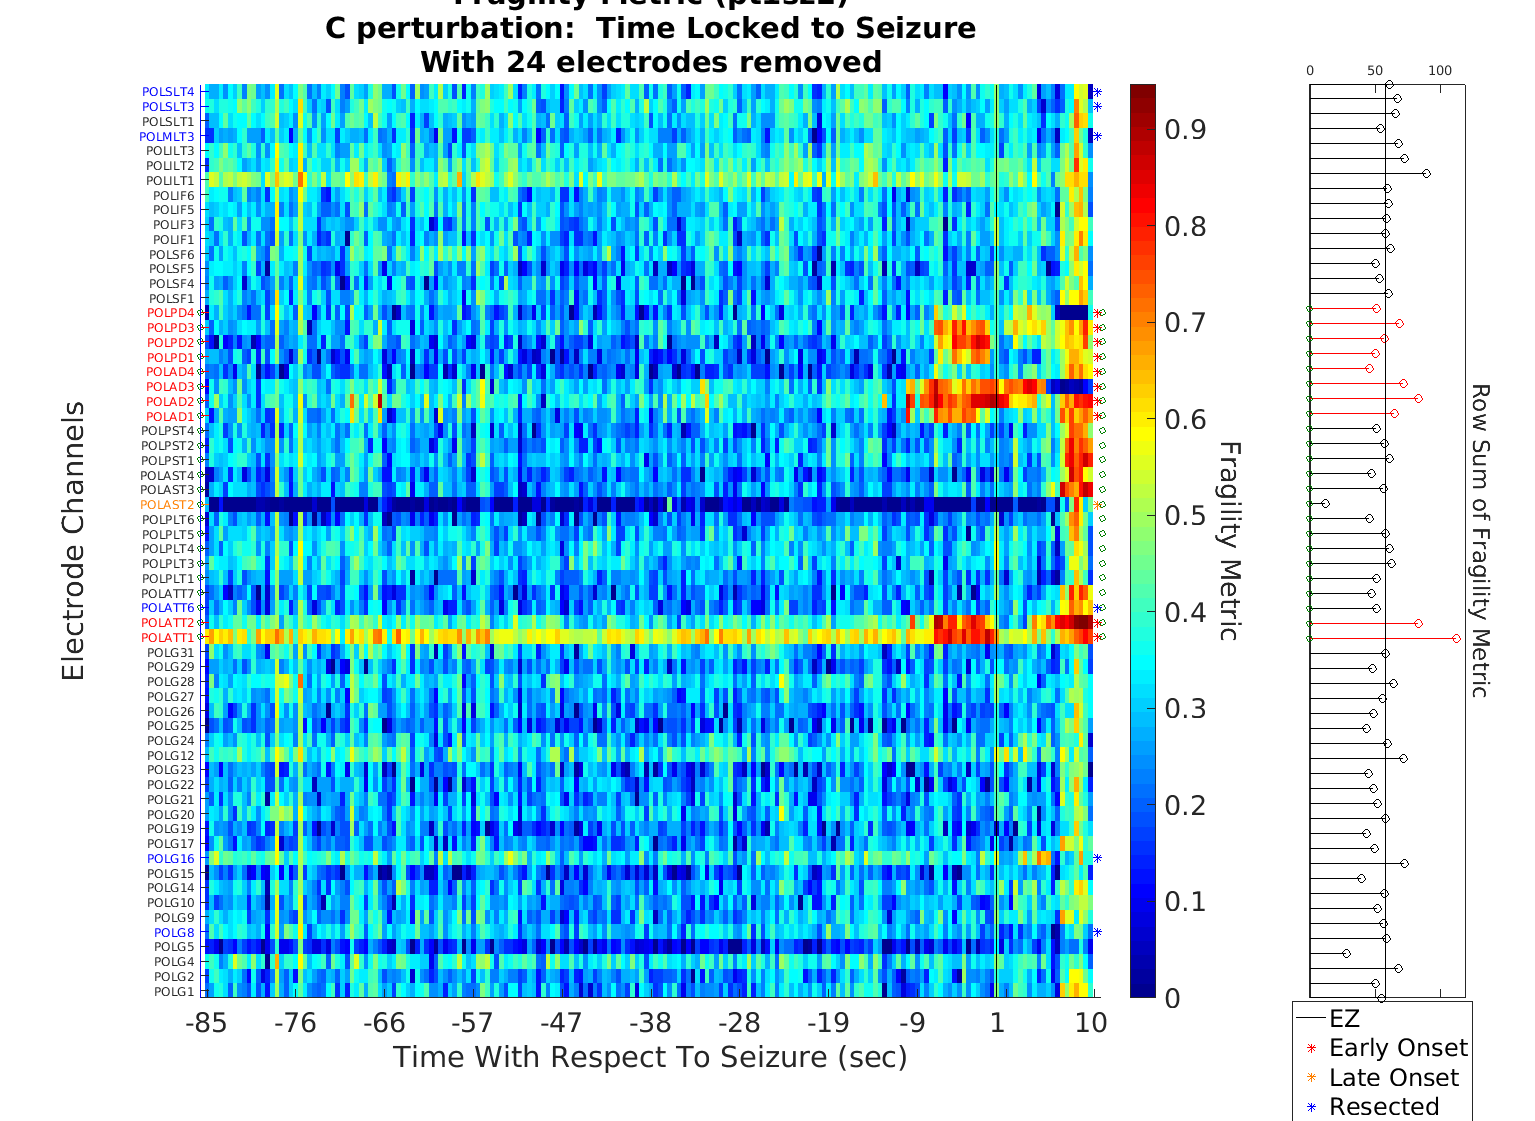 Fragility Metric (pt1sz2)
C perturbation:  Time Locked to Seizure
With 24 electrodes removed
Electrode Channels
POLSLT4
POLSLT3
POLSLT1
POLMLT3
POLILT3
POLILT2
POLILT1
POLIF6
POLIF5
POLIF3
POLIF1
POLSF6
POLSF5
POLSF4
POLSF1
POLPD4
POLPD3
POLPD2
POLPD1
POLAD4
POLAD3
POLAD2
POLAD1
POLPST4
POLPST2
POLPST1
POLAST4
POLAST3
POLAST2
POLPLT6
POLPLT5
POLPLT4
POLPLT3
POLPLT1
POLATT7
POLATT6
POLATT2
POLATT1
POLG31
POLG29
POLG28
POLG27
POLG26
POLG25
POLG24
POLG12
POLG23
POLG22
POLG21
POLG20
POLG19
POLG17
POLG16
POLG15
POLG14
POLG10
POLG9
POLG8
POLG5
POLG4
POLG2
POLG1
-85 -76 -66 -57 -47 -38 -28 -19 -9 1 10
Time With Respect To Seizure (sec)
0.9
0.8
0.7
0.6
0.5
0.4
0.3
0.2
0.1
0
Fragility Metric
0 50 100
Row Sum of Fragility Metric
EZ
Early Onset
Late Onset
Resected